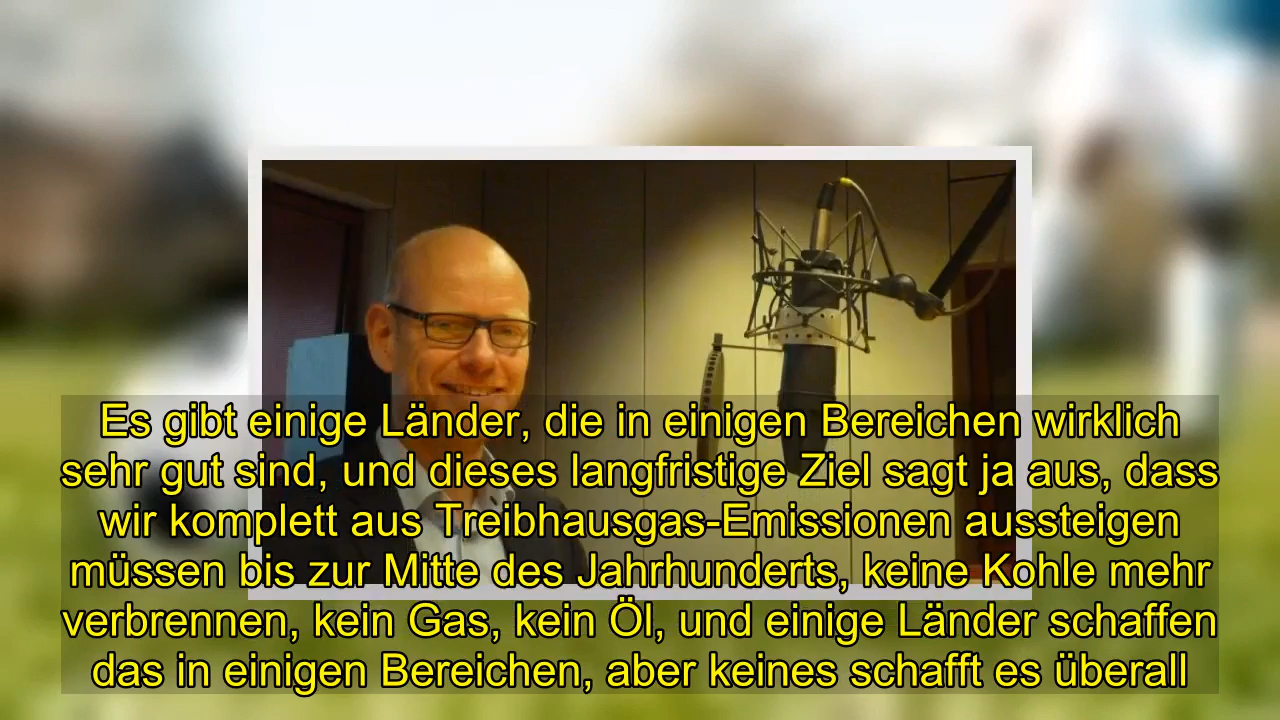 Es gibt einige Länder, die in einigen Bereichen wirklich
sehr gut sind, und dieses langfristige Ziel sagt ja aus, dass
wir komplett aus Treibhausgas-Emissionen aussteigen
müssen bis zur Mitte des Jahrhunderts, keine Kohle mehr
verbrennen, kein Gas, kein Öl, und einige Länder schaffen
das in einigen Bereichen, aber keines schafft es überall